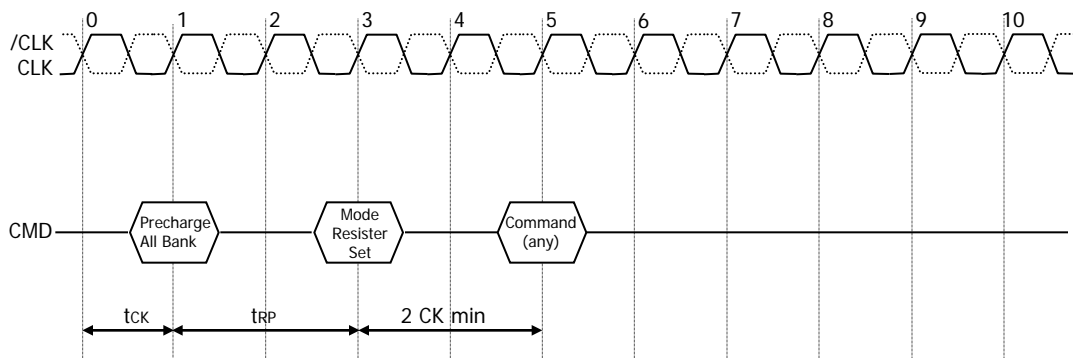 0 1 2 3 4 5 6 7 8 9 10
/CLK
CLK
CMD
Precharge
All Bank
Mode
Resister
Set
Command
(any)
tCK
tRP
2 CK min